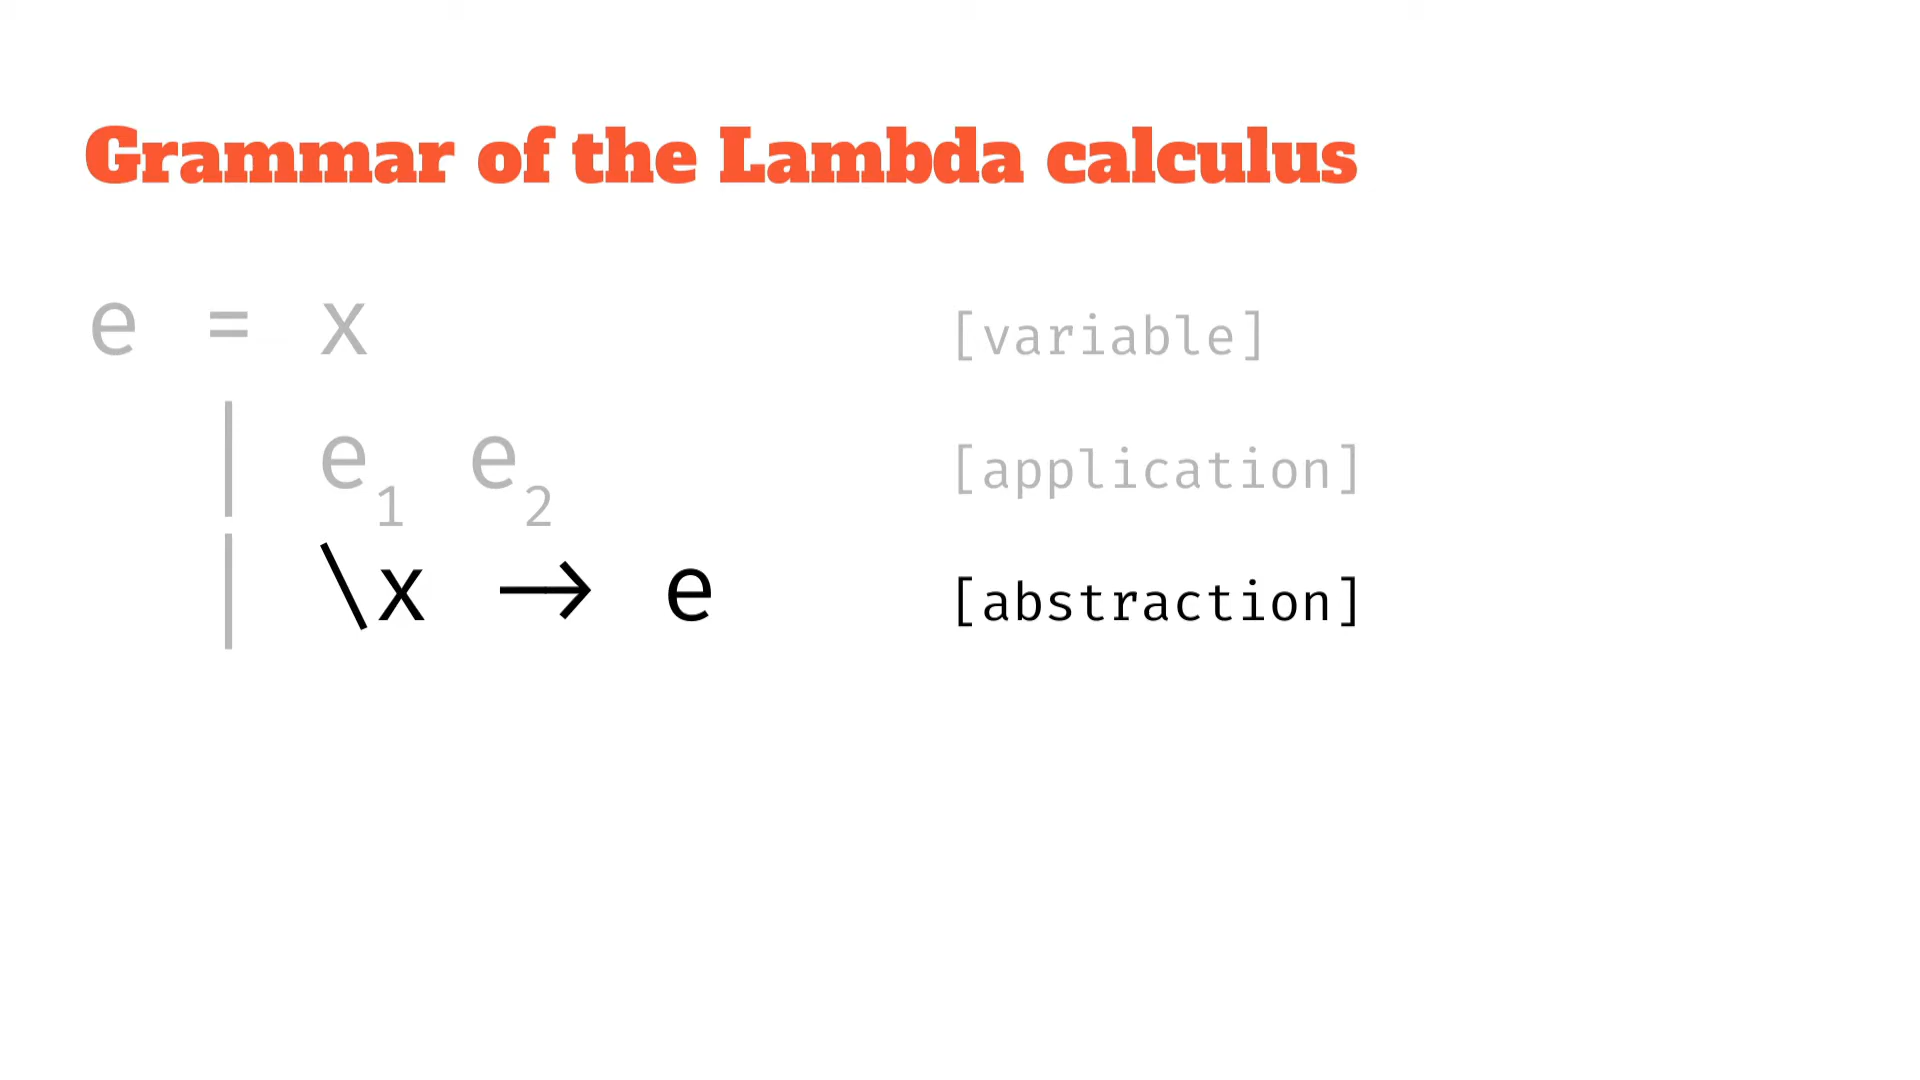 Grammar of the Lambda calculus
e = x [variable]
| e₁ e₂ [application]
| \x → e [abstraction]